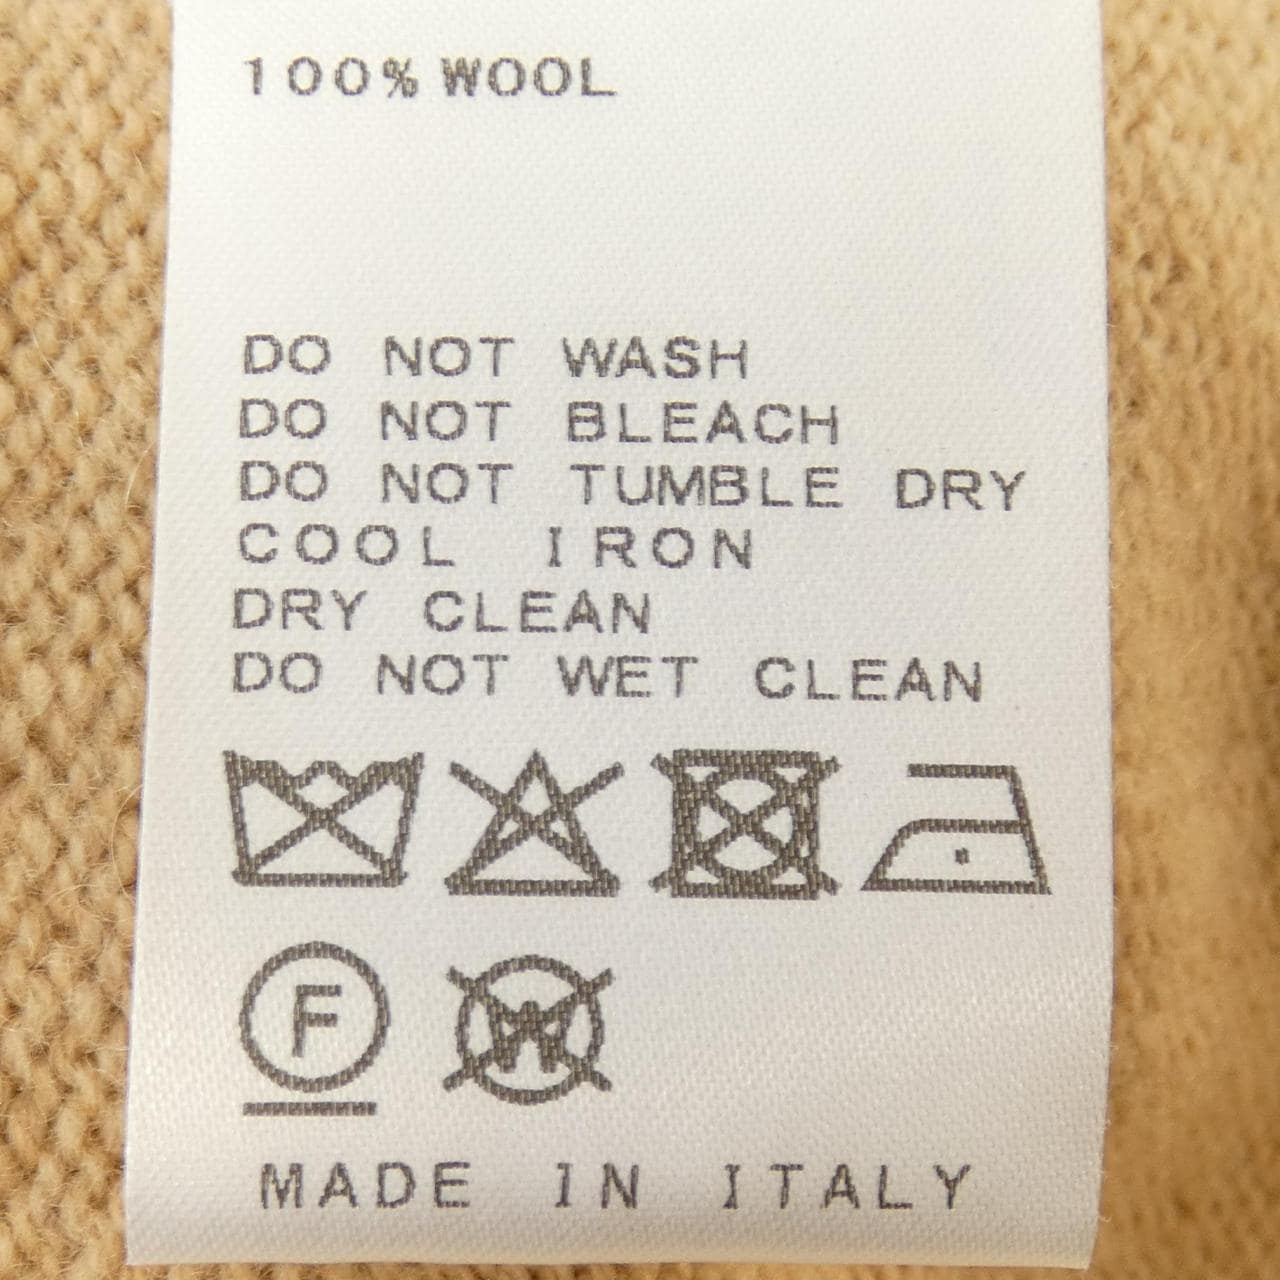 100% WOOL
DO NOT WASH
DO NOT BLEACH
DO NOT TUMBLE DRY
COOL IRON
DRY CLEAN
DO NOT WET CLEAN
F W
MADE IN ITALY